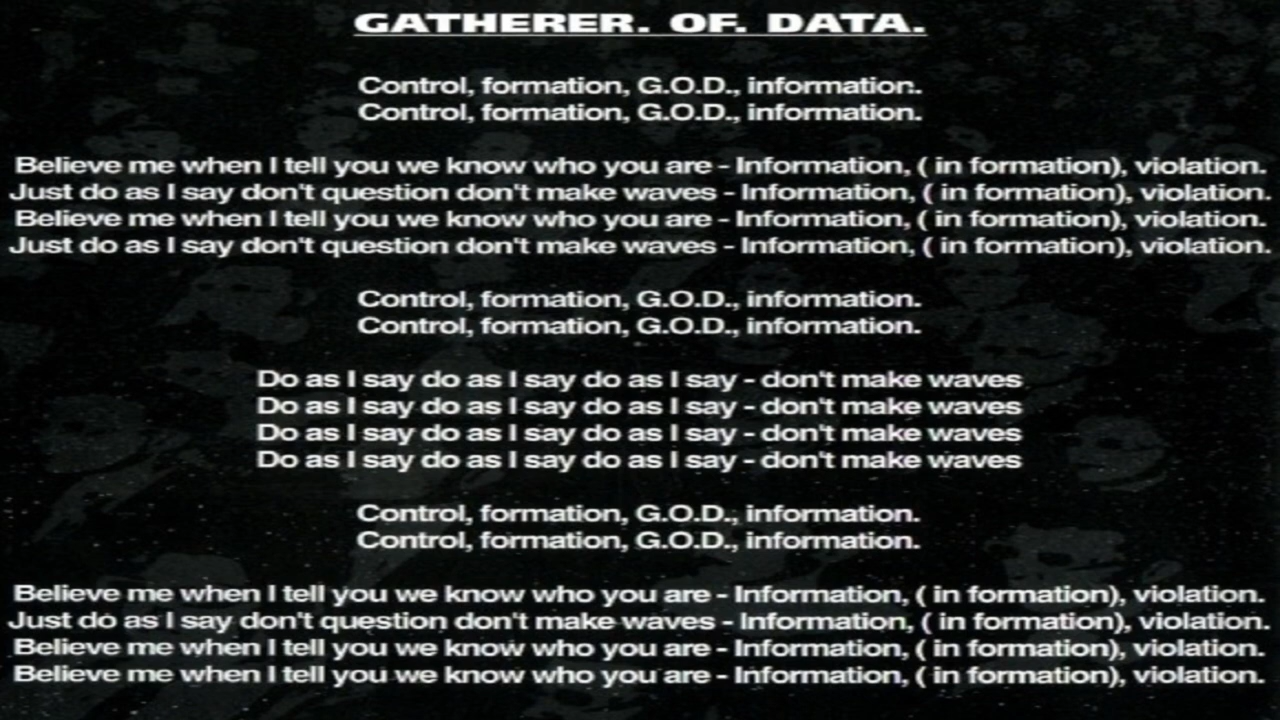 GATHERER. OF. DATA.
Control, formation, G.O.D., information.
Control, formation, G.O.D., information.
Believe me when I tell you we know who you are - Information, ( in formation), violation.
Just do as I say don't question don't make waves - Information, ( in formation), violation.
Believe me when I tell you we know who you are - Information, ( in formation), violation.
Just do as I say don't question don't make waves - Information, ( in formation), violation.
Control, formation, G.O.D., information.
Control, formation, G.O.D., information.
Do as I say do as I say do as I say - don't make waves
Do as I say do as I say do as I say - don't make waves
Do as I say do as I say do as I say - don't make waves
Do as I say do as I say do as I say - don't make waves
Control, formation, G.O.D., information.
Control, formation, G.O.D., information.
Believe me when I tell you we know who you are - Information, ( in formation), violation.
Just do as I say don't question don't make waves - Information, ( in formation), violation.
Believe me when I tell you we know who you are - Information, ( in formation), violation.
Believe me when I tell you we know who you are - Information, ( in formation), violation.